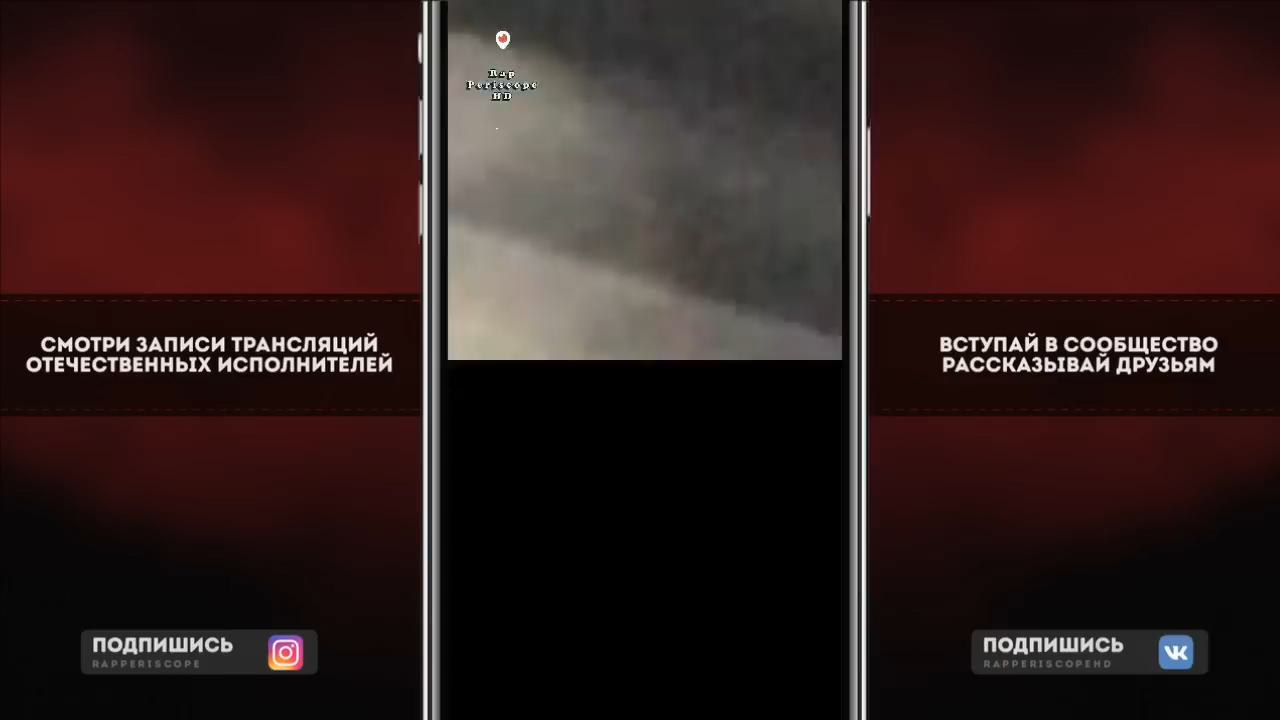 Rap
Periscope
HD
СМОТРИ ЗАПИСИ ТРАНСЛЯЦИЙ
ОТЕЧЕСТВЕННЫХ ИСПОЛНИТЕЛЕЙ
ВСТУПАЙ В СООБЩЕСТВО
РАССКАЗЫВАЙ ДРУЗЬЯМ
ПОДПИШИСЬ
RAPPERISCOPE
ПОДПИШИСЬ
RAPPERISCOPEHD